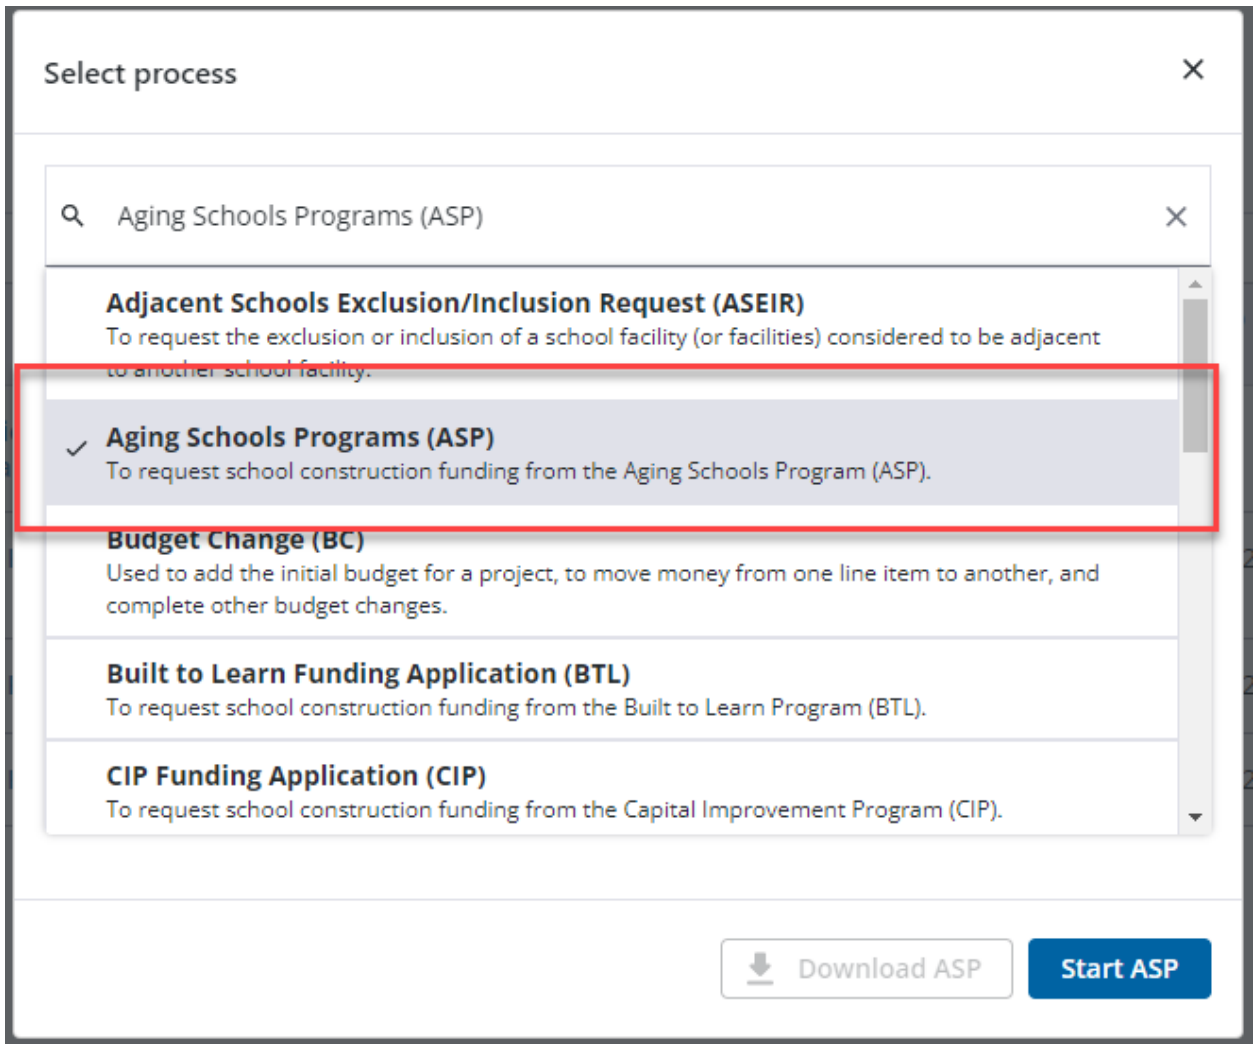 Select process
Aging Schools Programs (ASP)
Adjacent Schools Exclusion/Inclusion Request (ASEIR)
To request the exclusion or inclusion of a school facility (or facilities) considered to be adjacent
to another school facility.
Aging Schools Programs (ASP)
To request school construction funding from the Aging Schools Program (ASP).
Budget Change (BC)
Used to add the initial budget for a project, to move money from one line item to another, and
complete other budget changes.
Built to Learn Funding Application (BTL)
To request school construction funding from the Built to Learn Program (BTL).
CIP Funding Application (CIP)
To request school construction funding from the Capital Improvement Program (CIP).
Download ASP
Start ASP